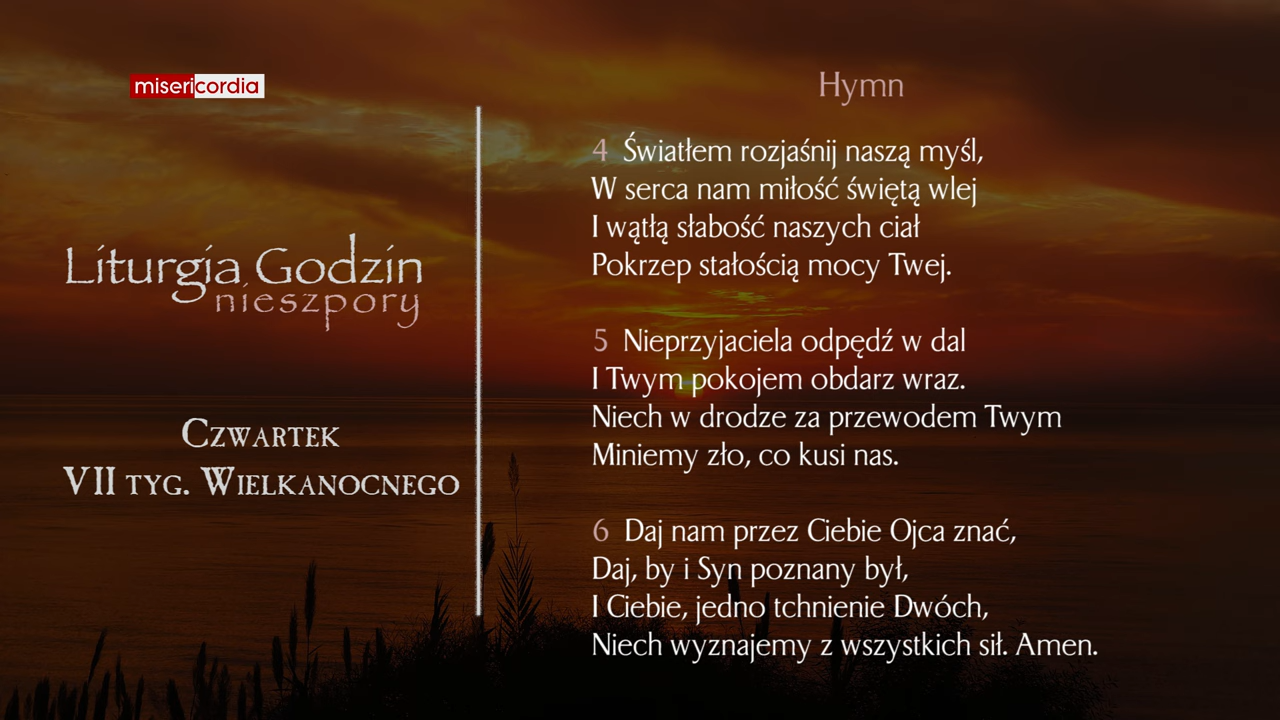 misericordia
Liturgia Godzin
nieszpory
Czwartek
VII tyg. Wielkanocnego
Hymn
4 Światłem rozjaśnij naszą myśl,
W serca nam miłość świętą wlej
I wątłą słabość naszych ciał
Pokrzep stałością mocy Twej.
5 Nieprzyjaciela odpędź w dal
I Twym pokojem obdarz wraz.
Niech w drodze za przewodem Twym
Miniemy zło, co kusi nas.
6 Daj nam przez Ciebie Ojca znać,
Daj, by i Syn poznany był,
I Ciebie, jedno tchnienie Dwóch,
Niech wyznajemy z wszystkich sił. Amen.